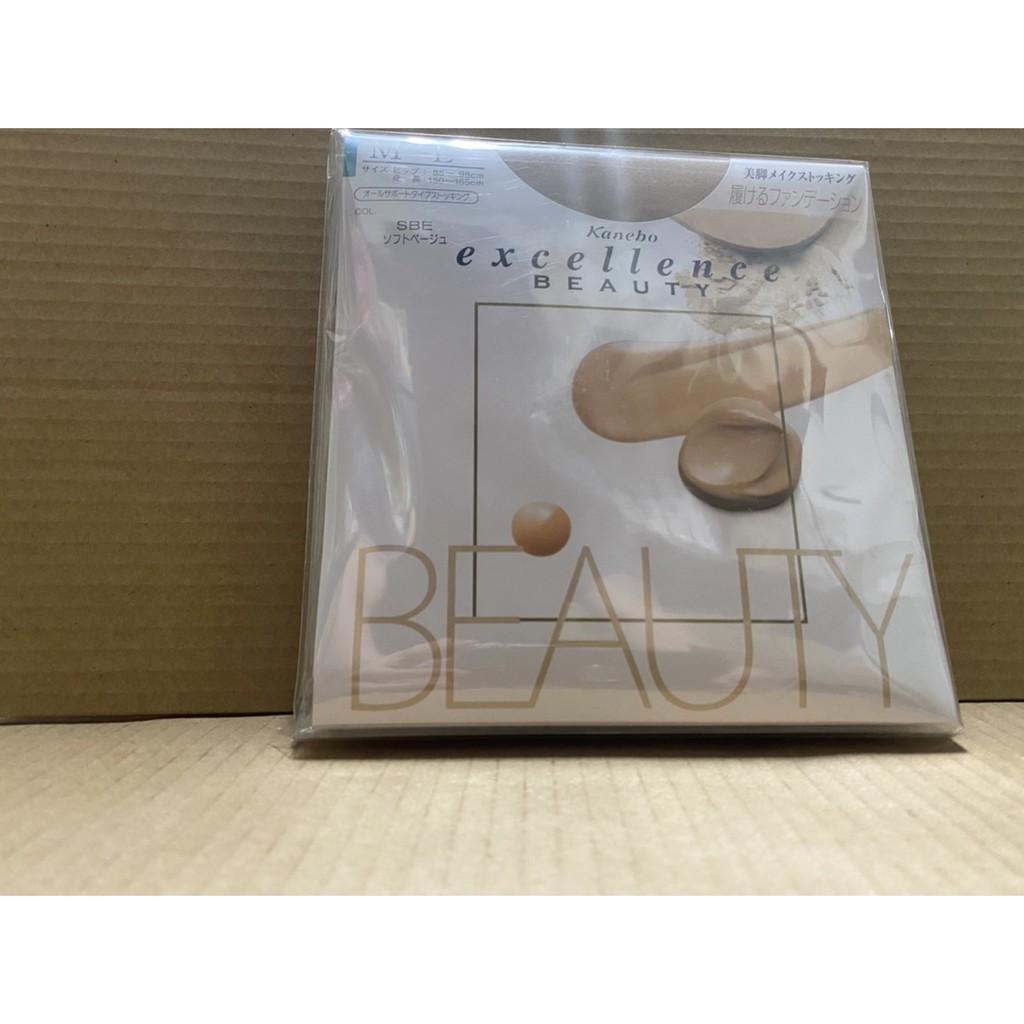 M - L
サイズ ヒップ：85～98cm
身 長：150～165cm
オールサポートタイプストッキング
COL
SBE
ソフトベージュ
美脚メイクストッキング
履けるファンデーション
Kanebo
excellence
BEAUTY
BEAUTY